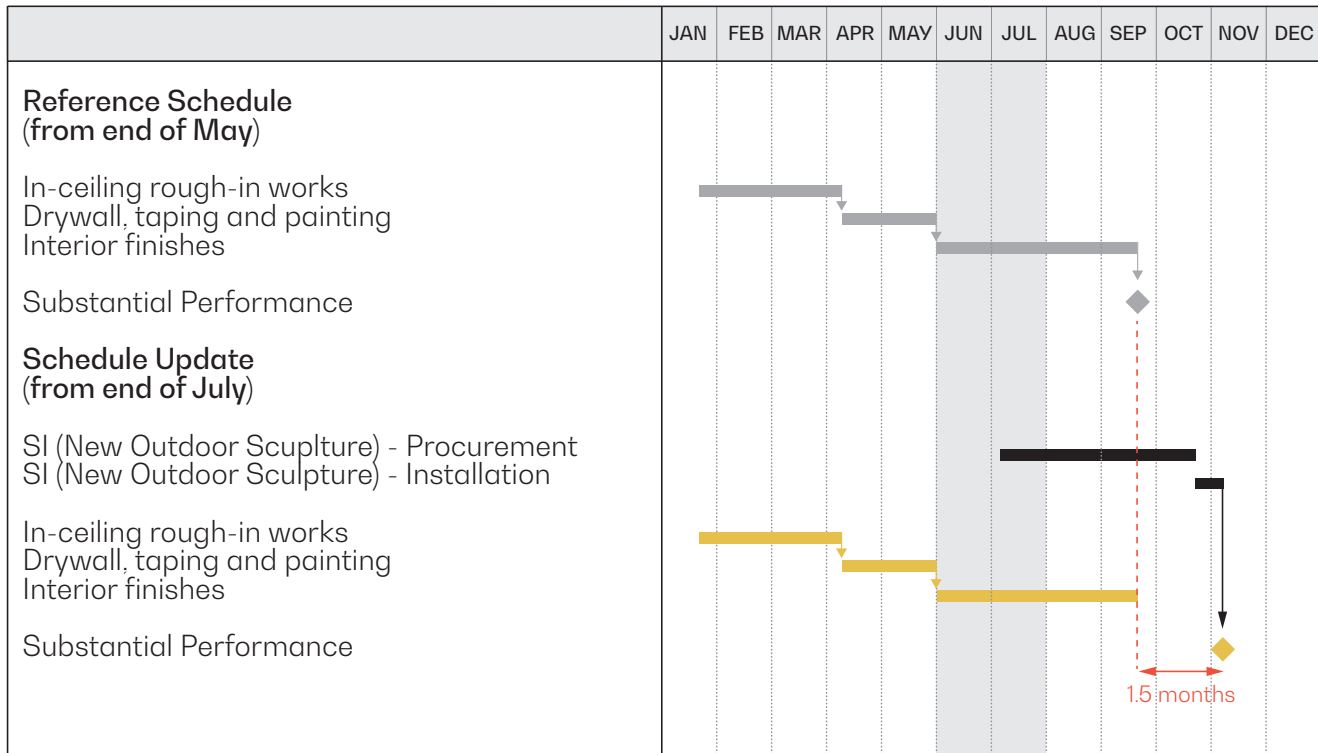 JAN FEB MAR APR MAY JUN JUL AUG SEP OCT NOV DEC
Reference Schedule
(from end of May)
In-ceiling rough-in works
Drywall, taping and painting
Interior finishes
Substantial Performance
Schedule Update
(from end of July)
SI (New Outdoor Scuplture) - Procurement
SI (New Outdoor Sculpture) - Installation
In-ceiling rough-in works
Drywall, taping and painting
Interior finishes
Substantial Performance
1.5 months